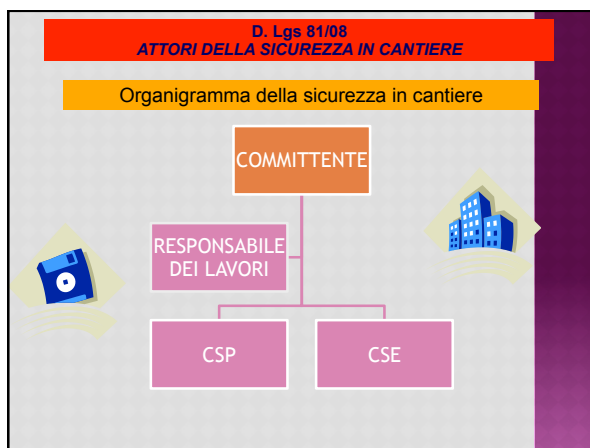 D. Lgs 81/08
ATTORI DELLA SICUREZZA IN CANTIERE
Organigramma della sicurezza in cantiere
COMMITTENTE
RESPONSABILE
DEI LAVORI
CSP
CSE